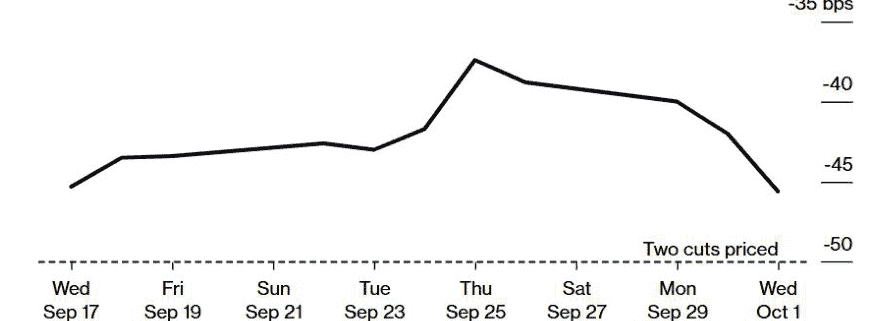 -35 bps
-40
-45
-50
Two cuts priced
Wed Fri Sun Tue Thu Sat Mon Wed
Sep 17 Sep 19 Sep 21 Sep 23 Sep 25 Sep 27 Sep 29 Oct 1